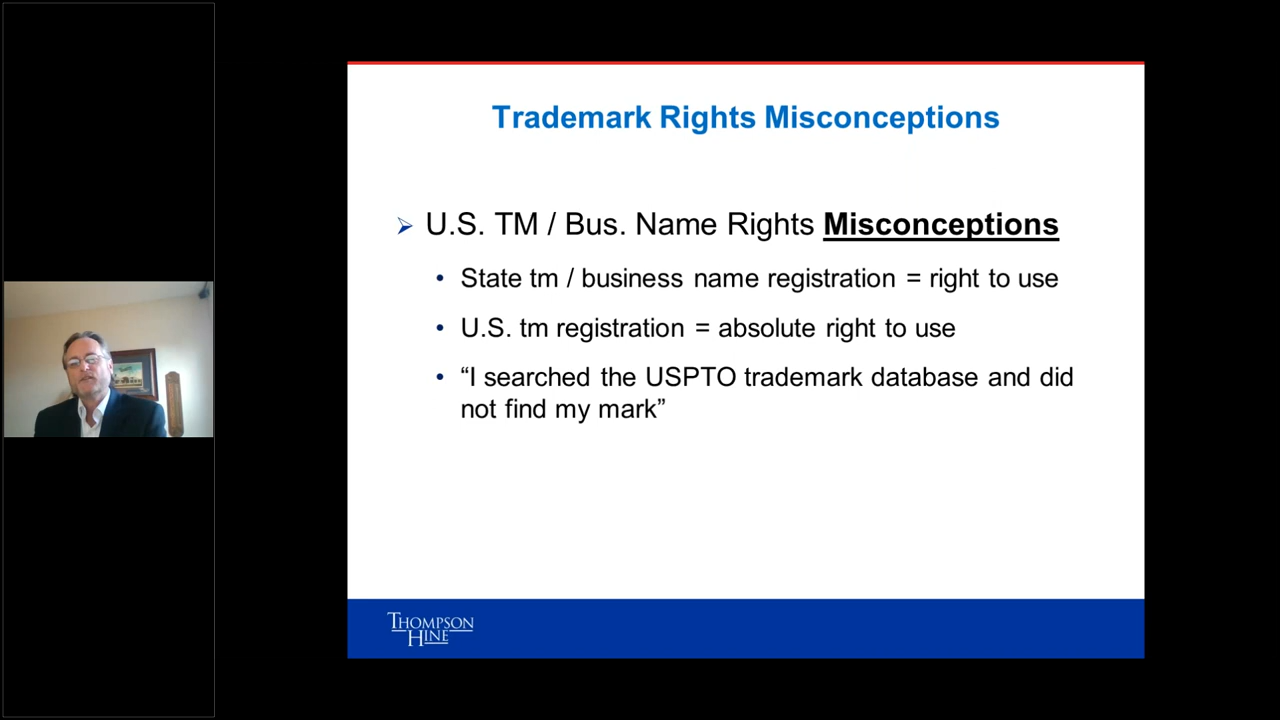 Trademark Rights Misconceptions
U.S. TM / Bus. Name Rights Misconceptions
State tm / business name registration = right to use
U.S. tm registration = absolute right to use
“I searched the USPTO trademark database and did
not find my mark”
THOMPSON
HINE